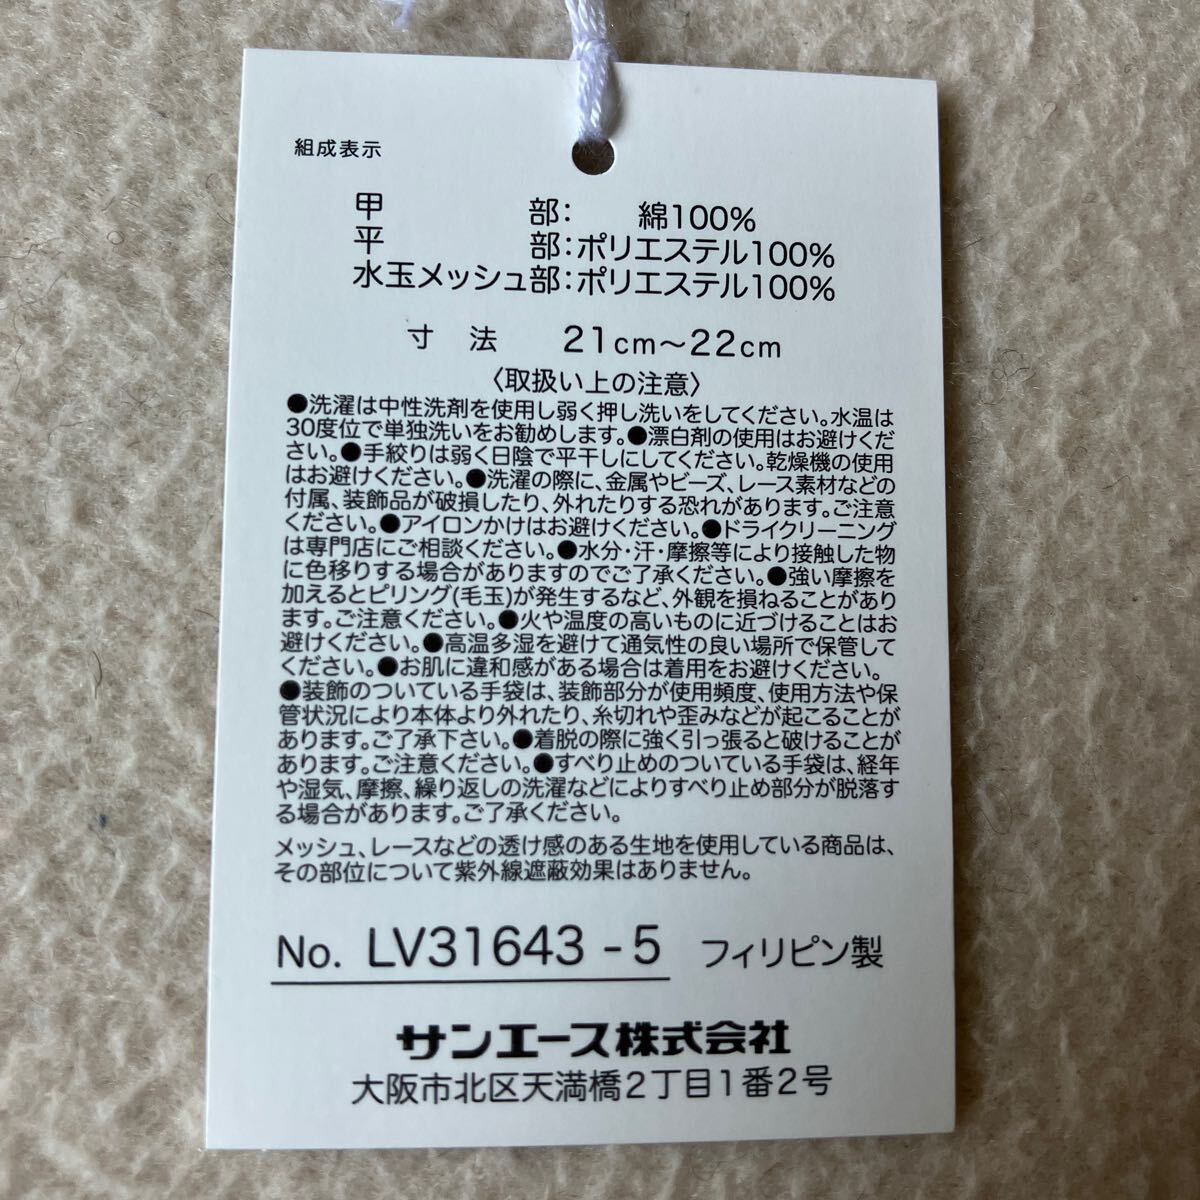 組成表示
甲　　　　部:　綿100%
平　　　　部:ポリエステル100%
水玉メッシュ部:ポリエステル100%
寸　法　21cm～22cm
〈取扱い上の注意〉
●洗濯は中性洗剤を使用し弱く押し洗いをしてください。水温は
30度位で単独洗いをお勧めします。●漂白剤の使用はお避けくだ
さい。●手絞りは弱く日陰で平干しにしてください。乾燥機の使用
はお避けください。●洗濯の際に、金属やビーズ、レース素材などの
付属、装飾品が破損したり、外れたりする恐れがあります。ご注意
ください。●アイロンかけはお避けください。●ドライクリーニング
は専門店にご相談ください。●水分・汗・摩擦等により接触した物
に色移りする場合がありますのでご了承ください。●強い摩擦を
加えるとピリング(毛玉)が発生するなど、外観を損ねることがあり
ます。ご注意ください。●火や温度の高いものに近づけることはお
避けください。●高温多湿を避けて通気性の良い場所で保管して
ください。●お肌に違和感がある場合は着用をお避けください。
●装飾のついている手袋は、装飾部分が使用頻度、使用方法や保
管状況により本体より外れたり、糸切れや歪みなどが起こることが
あります。ご了承下さい。●着脱の際に強く引っ張ると破けることが
あります。ご注意ください。●すべり止めのついている手袋は、経年
や湿気、摩擦、繰り返しの洗濯などによりすべり止め部分が脱落す
る場合があります。ご了承ください。
メッシュ、レースなどの透け感のある生地を使用している商品は、
その部位について紫外線遮蔽効果はありません。
No. LV31643 -5　フィリピン製
サンエース株式会社
大阪市北区天満橋2丁目1番2号